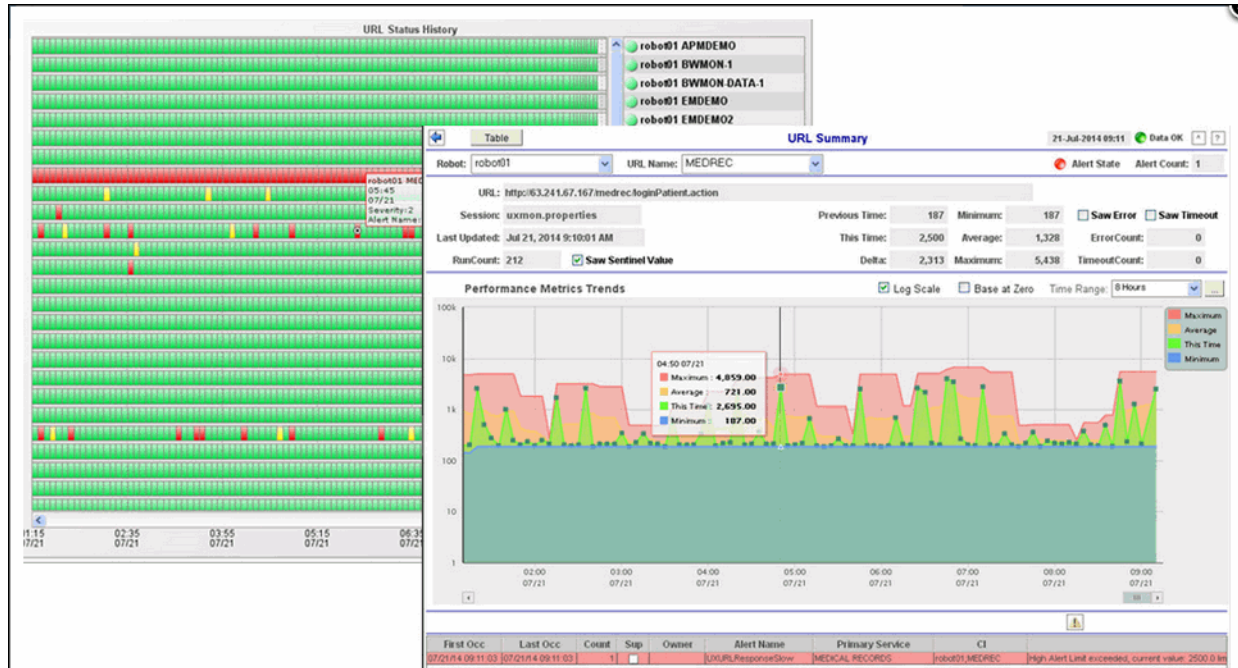 URL Status History
robot01 APMDEMO
robot01 BWMON-1
robot01 BWMON-DATA-1
robot01 EMDEMO
robot01 EMDEMO2
robot01 MED
05:45
07/21
Severity:2
Alert Name:
1:15 02:35 03:55 05:15 06:35
7/21 07/21 07/21 07/21 07/21
Table URL Summary 21-Jul-2014 09:11 Data OK ?
Robot: robot01 URL Name: MEDREC Alert State Alert Count: 1
URL: http://63.241.67.167/medrec/loginPatient.action
Session: uxmon.properties Previous Time: 187 Minimum: 187 Saw Error Saw Timeout
Last Updated: Jul 21, 2014 9:10:01 AM This Time: 2,500 Average: 1,328 ErrorCount: 0
RunCount: 212 Saw Sentinel Value Delta: 2,313 Maximum: 5,438 TimeoutCount: 0
Performance Metrics Trends Log Scale Base at Zero Time Range: 8 Hours ...
100k
10k
1k
100
10
1
Maximum
Average
This Time
Minimum
04:50 07/21
Maximum : 4,859.00
Average : 721.00
This Time : 2,695.00
Minimum : 187.00
02:00 03:00 04:00 05:00 06:00 07:00 08:00 09:00
07/21 07/21 07/21 07/21 07/21 07/21 07/21 07/21
First Occ Last Occ Count Sup Owner Alert Name Primary Service CI
07/21/14 09:11:03 07/21/14 09:11:03 1 UXURLResponseSlow MEDICAL RECORDS robot01;MEDREC High Alert Limit exceeded, current value: 2500.0 lim